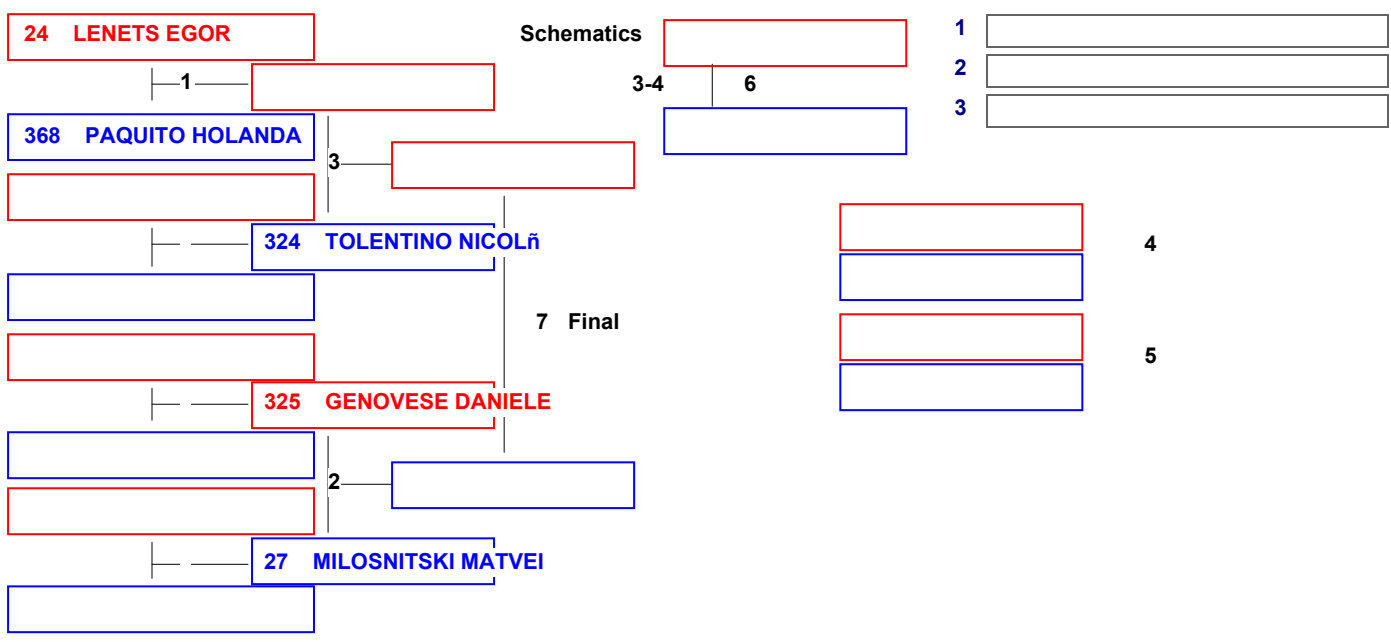 24 LENETS EGOR
Schematics
1
1
3-4 6
2
3
368 PAQUITO HOLANDA
3
324 TOLENTINO NICOLñ
4
7 Final
5
325 GENOVESE DANIELE
2
27 MILOSNITSKI MATVEI